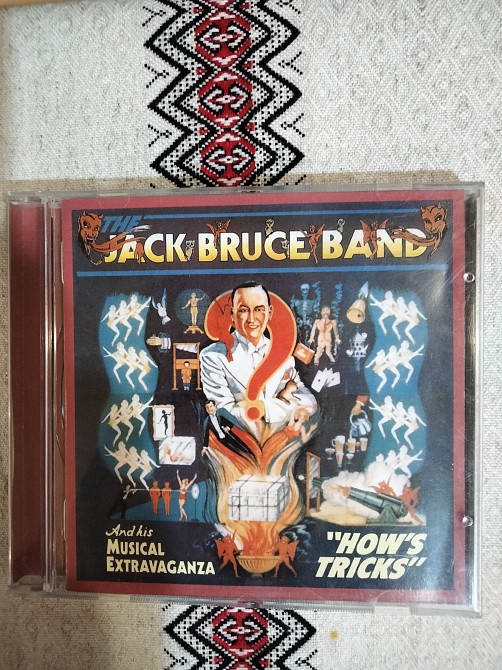 THE
JACK BRUCE BAND
?
And his
MUSICAL
EXTRAVAGANZA
"HOW'S
TRICKS"